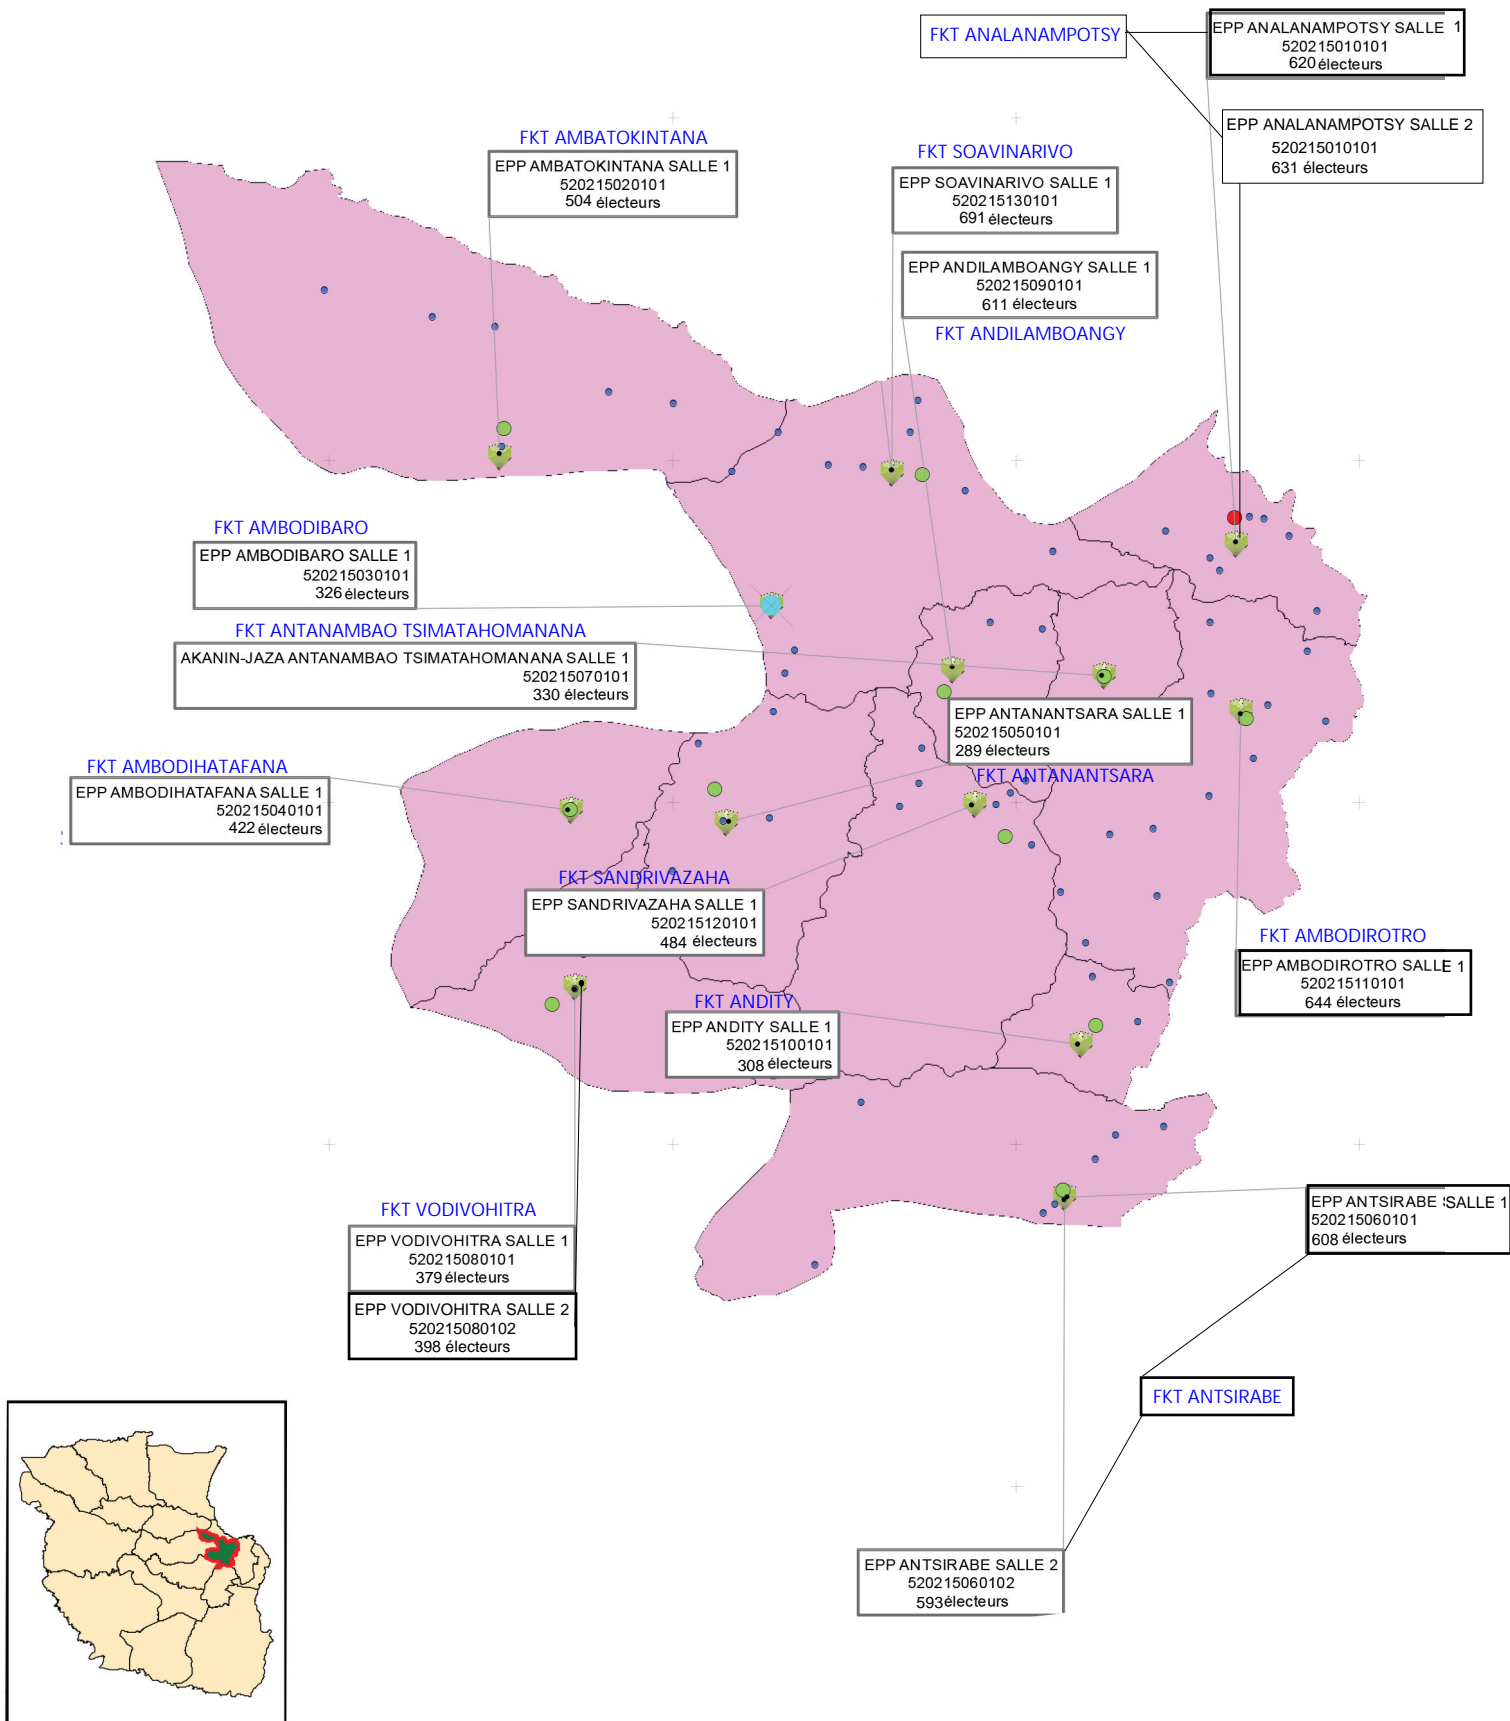 FKT ANALANAMPOTSY
EPP ANALANAMPOTSY SALLE 1
520215010101
620 électeurs
EPP ANALANAMPOTSY SALLE 2
520215010101
631 électeurs
FKT AMBATOKINTANA
EPP AMBATOKINTANA SALLE 1
520215020101
504 électeurs
FKT SOAVINARIVO
EPP SOAVINARIVO SALLE 1
520215130101
691 électeurs
EPP ANDILAMBOANGY SALLE 1
520215090101
611 électeurs
FKT ANDILAMBOANGY
FKT AMBODIBARO
EPP AMBODIBARO SALLE 1
520215030101
326 électeurs
FKT ANTANAMBAO TSIMATAHOMANANA
AKANIN-JAZA ANTANAMBAO TSIMATAHOMANANA SALLE 1
520215070101
330 électeurs
EPP ANTANANTSARA SALLE 1
520215050101
289 électeurs
FKT ANTANANTSARA
FKT AMBODIHATAFANA
EPP AMBODIHATAFANA SALLE 1
520215040101
422 électeurs
FKT SANDRIVAZAHA
EPP SANDRIVAZAHA SALLE 1
520215120101
484 électeurs
FKT AMBODIROTRO
EPP AMBODIROTRO SALLE 1
520215110101
644 électeurs
FKT ANDITY
EPP ANDITY SALLE 1
520215100101
308 électeurs
FKT VODIVOHITRA
EPP VODIVOHITRA SALLE 1
520215080101
379 électeurs
EPP VODIVOHITRA SALLE 2
520215080102
398 électeurs
EPP ANTSIRABE SALLE 1
520215060101
608 électeurs
FKT ANTSIRABE
EPP ANTSIRABE SALLE 2
520215060102
593électeurs